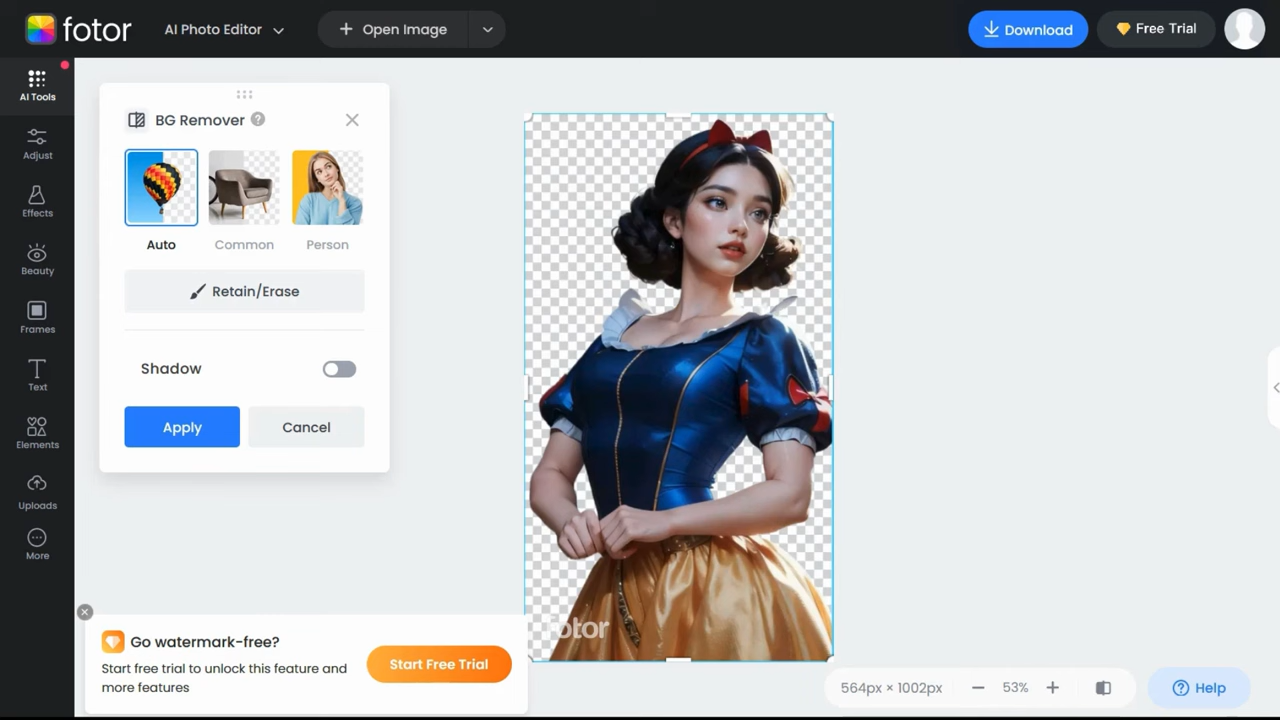 fotor
AI Photo Editor
Open Image
Download
Free Trial
AI Tools
Adjust
Effects
Beauty
Frames
Text
Elements
Uploads
More
BG Remover ?
Auto
Common
Person
Retain/Erase
Shadow
Apply
Cancel
fotor
Go watermark-free?
Start free trial to unlock this feature and
more features
Start Free Trial
564px × 1002px
53%
? Help